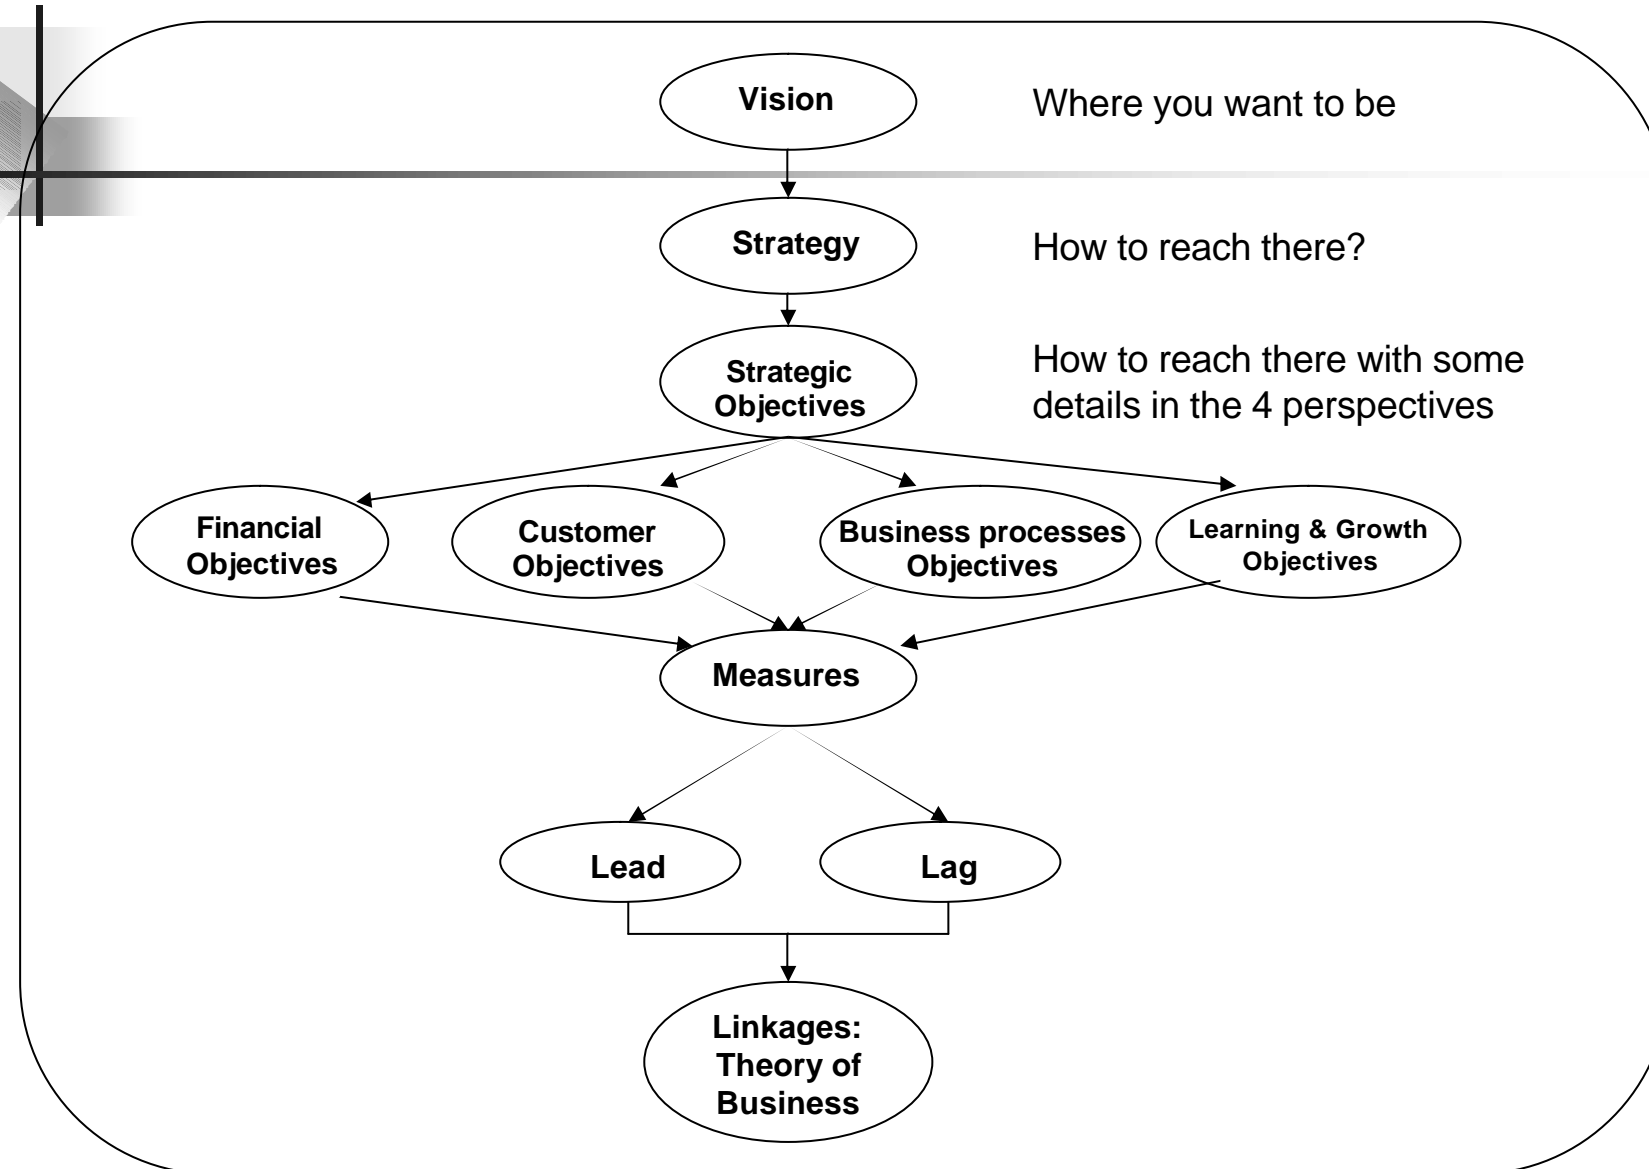 Vision
Where you want to be
Strategy
How to reach there?
Strategic
Objectives
How to reach there with some
details in the 4 perspectives
Financial
Objectives
Customer
Objectives
Business processes
Objectives
Learning & Growth
Objectives
Measures
Lead
Lag
Linkages:
Theory of
Business